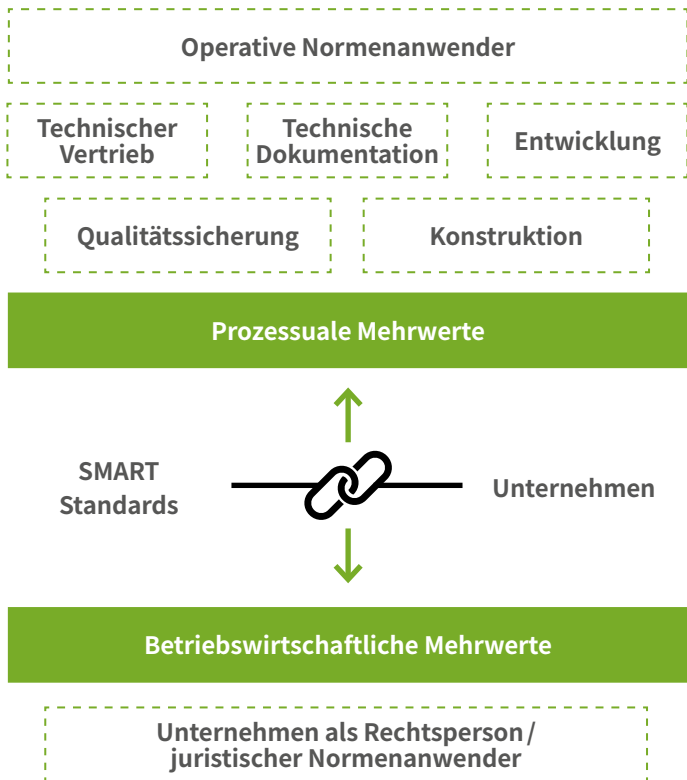 Operative Normenanwender
Technischer
Vertrieb
Technische
Dokumentation
Entwicklung
Qualitätssicherung
Konstruktion
Prozessuale Mehrwerte
SMART
Standards
Unternehmen
Betriebswirtschaftliche Mehrwerte
Unternehmen als Rechtsperson /
juristischer Normenanwender